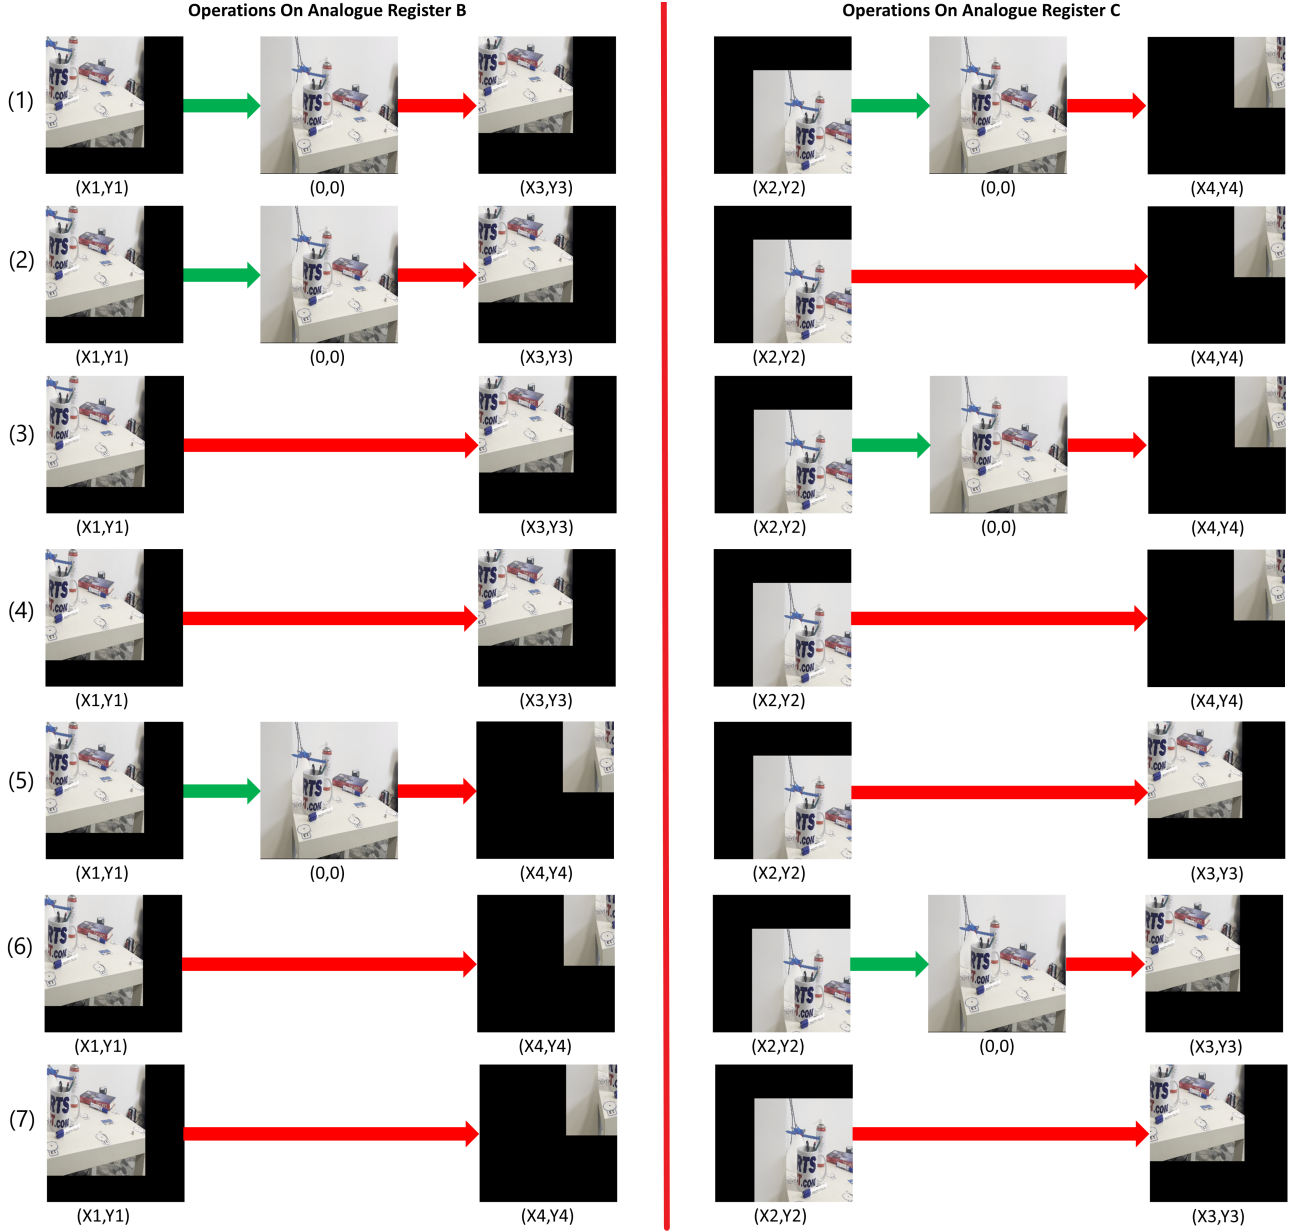 Operations On Analogue Register B
Operations On Analogue Register C
(1)
(X1,Y1)
(0,0)
(X3,Y3)
(X2,Y2)
(0,0)
(X4,Y4)
(2)
(X1,Y1)
(0,0)
(X3,Y3)
(X2,Y2)
(X4,Y4)
(3)
(X1,Y1)
(X3,Y3)
(X2,Y2)
(0,0)
(X4,Y4)
(4)
(X1,Y1)
(X3,Y3)
(X2,Y2)
(X4,Y4)
(5)
(X1,Y1)
(0,0)
(X4,Y4)
(X2,Y2)
(X3,Y3)
(6)
(X1,Y1)
(X4,Y4)
(X2,Y2)
(0,0)
(X3,Y3)
(7)
(X1,Y1)
(X4,Y4)
(X2,Y2)
(X3,Y3)